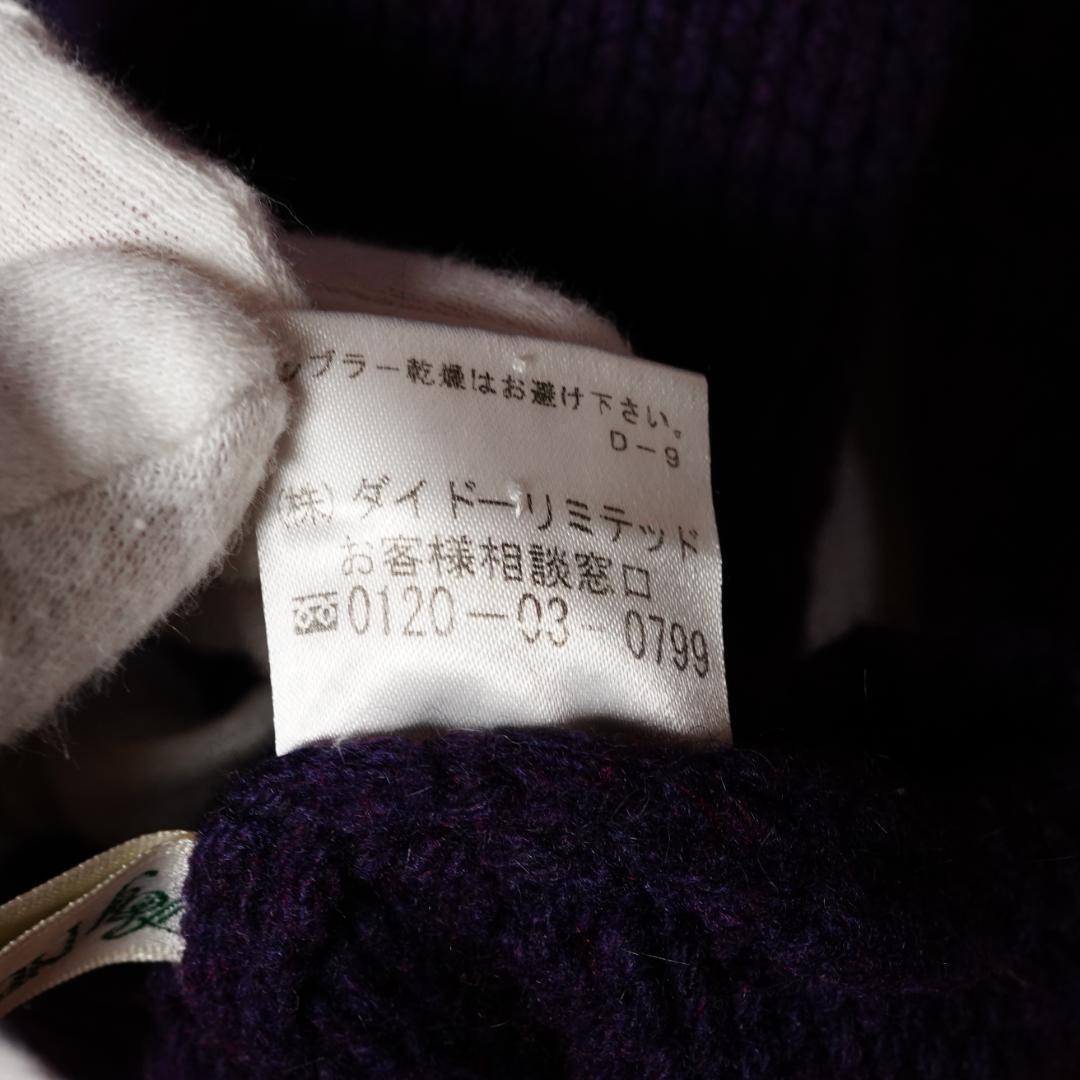 ンブラー乾燥はお避け下さい。
D-9
(株)ダイドーリミテッド
お客様相談窓口
0120-03-0799